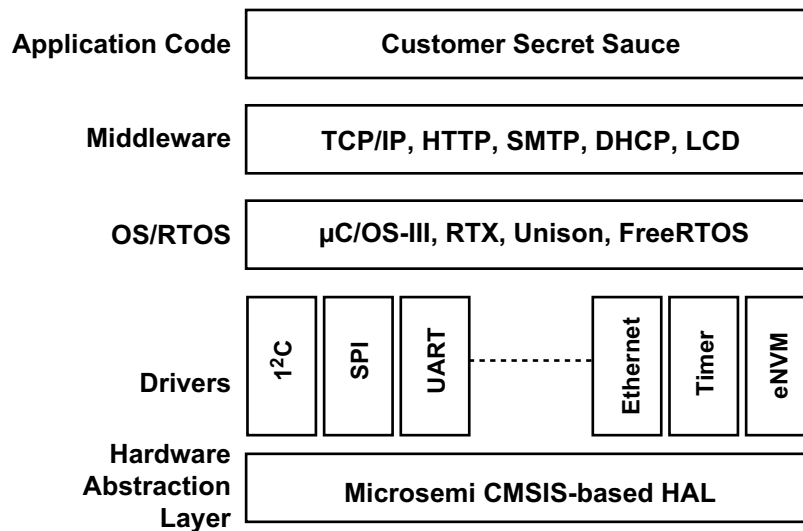 Application Code
Customer Secret Sauce
Middleware
TCP/IP, HTTP, SMTP, DHCP, LCD
OS/RTOS
µC/OS-III, RTX, Unison, FreeRTOS
Drivers
1²C
SPI
UART
Ethernet
Timer
eNVM
Hardware
Abstraction
Layer
Microsemi CMSIS-based HAL